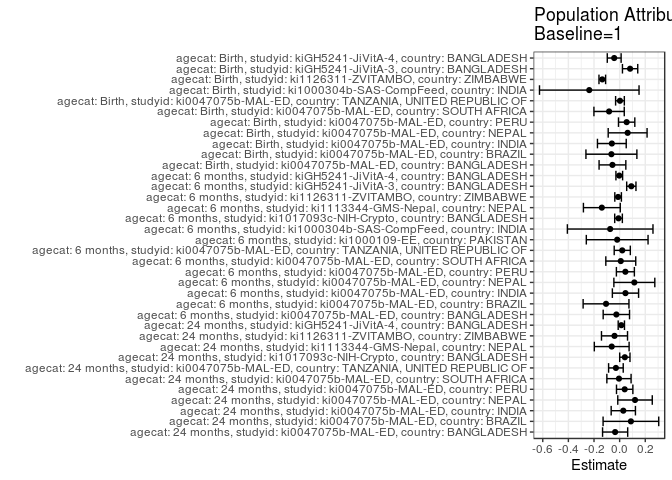 Population Attribu
Baseline=1
agecat: Birth, studyid: kiGH5241-JiVitA-4, country: BANGLADESH
agecat: Birth, studyid: kiGH5241-JiVitA-3, country: BANGLADESH
agecat: Birth, studyid: ki1126311-ZVITAMBO, country: ZIMBABWE
agecat: Birth, studyid: ki1000304b-SAS-CompFeed, country: INDIA
agecat: Birth, studyid: ki0047075b-MAL-ED, country: TANZANIA, UNITED REPUBLIC OF
agecat: Birth, studyid: ki0047075b-MAL-ED, country: SOUTH AFRICA
agecat: Birth, studyid: ki0047075b-MAL-ED, country: PERU
agecat: Birth, studyid: ki0047075b-MAL-ED, country: NEPAL
agecat: Birth, studyid: ki0047075b-MAL-ED, country: INDIA
agecat: Birth, studyid: ki0047075b-MAL-ED, country: BRAZIL
agecat: Birth, studyid: ki0047075b-MAL-ED, country: BANGLADESH
agecat: 6 months, studyid: kiGH5241-JiVitA-4, country: BANGLADESH
agecat: 6 months, studyid: kiGH5241-JiVitA-3, country: BANGLADESH
agecat: 6 months, studyid: ki1126311-ZVITAMBO, country: ZIMBABWE
agecat: 6 months, studyid: ki1113344-GMS-Nepal, country: NEPAL
agecat: 6 months, studyid: ki1017093c-NIH-Crypto, country: BANGLADESH
agecat: 6 months, studyid: ki1000304b-SAS-CompFeed, country: INDIA
agecat: 6 months, studyid: ki1000109-EE, country: PAKISTAN
agecat: 6 months, studyid: ki0047075b-MAL-ED, country: TANZANIA, UNITED REPUBLIC OF
agecat: 6 months, studyid: ki0047075b-MAL-ED, country: SOUTH AFRICA
agecat: 6 months, studyid: ki0047075b-MAL-ED, country: PERU
agecat: 6 months, studyid: ki0047075b-MAL-ED, country: NEPAL
agecat: 6 months, studyid: ki0047075b-MAL-ED, country: INDIA
agecat: 6 months, studyid: ki0047075b-MAL-ED, country: BRAZIL
agecat: 6 months, studyid: ki0047075b-MAL-ED, country: BANGLADESH
agecat: 24 months, studyid: kiGH5241-JiVitA-4, country: BANGLADESH
agecat: 24 months, studyid: ki1126311-ZVITAMBO, country: ZIMBABWE
agecat: 24 months, studyid: ki1113344-GMS-Nepal, country: NEPAL
agecat: 24 months, studyid: ki1017093c-NIH-Crypto, country: BANGLADESH
agecat: 24 months, studyid: ki0047075b-MAL-ED, country: TANZANIA, UNITED REPUBLIC OF
agecat: 24 months, studyid: ki0047075b-MAL-ED, country: SOUTH AFRICA
agecat: 24 months, studyid: ki0047075b-MAL-ED, country: PERU
agecat: 24 months, studyid: ki0047075b-MAL-ED, country: NEPAL
agecat: 24 months, studyid: ki0047075b-MAL-ED, country: INDIA
agecat: 24 months, studyid: ki0047075b-MAL-ED, country: BRAZIL
agecat: 24 months, studyid: ki0047075b-MAL-ED, country: BANGLADESH
-0.6 -0.4 -0.2 0.0 0.2
Estimate